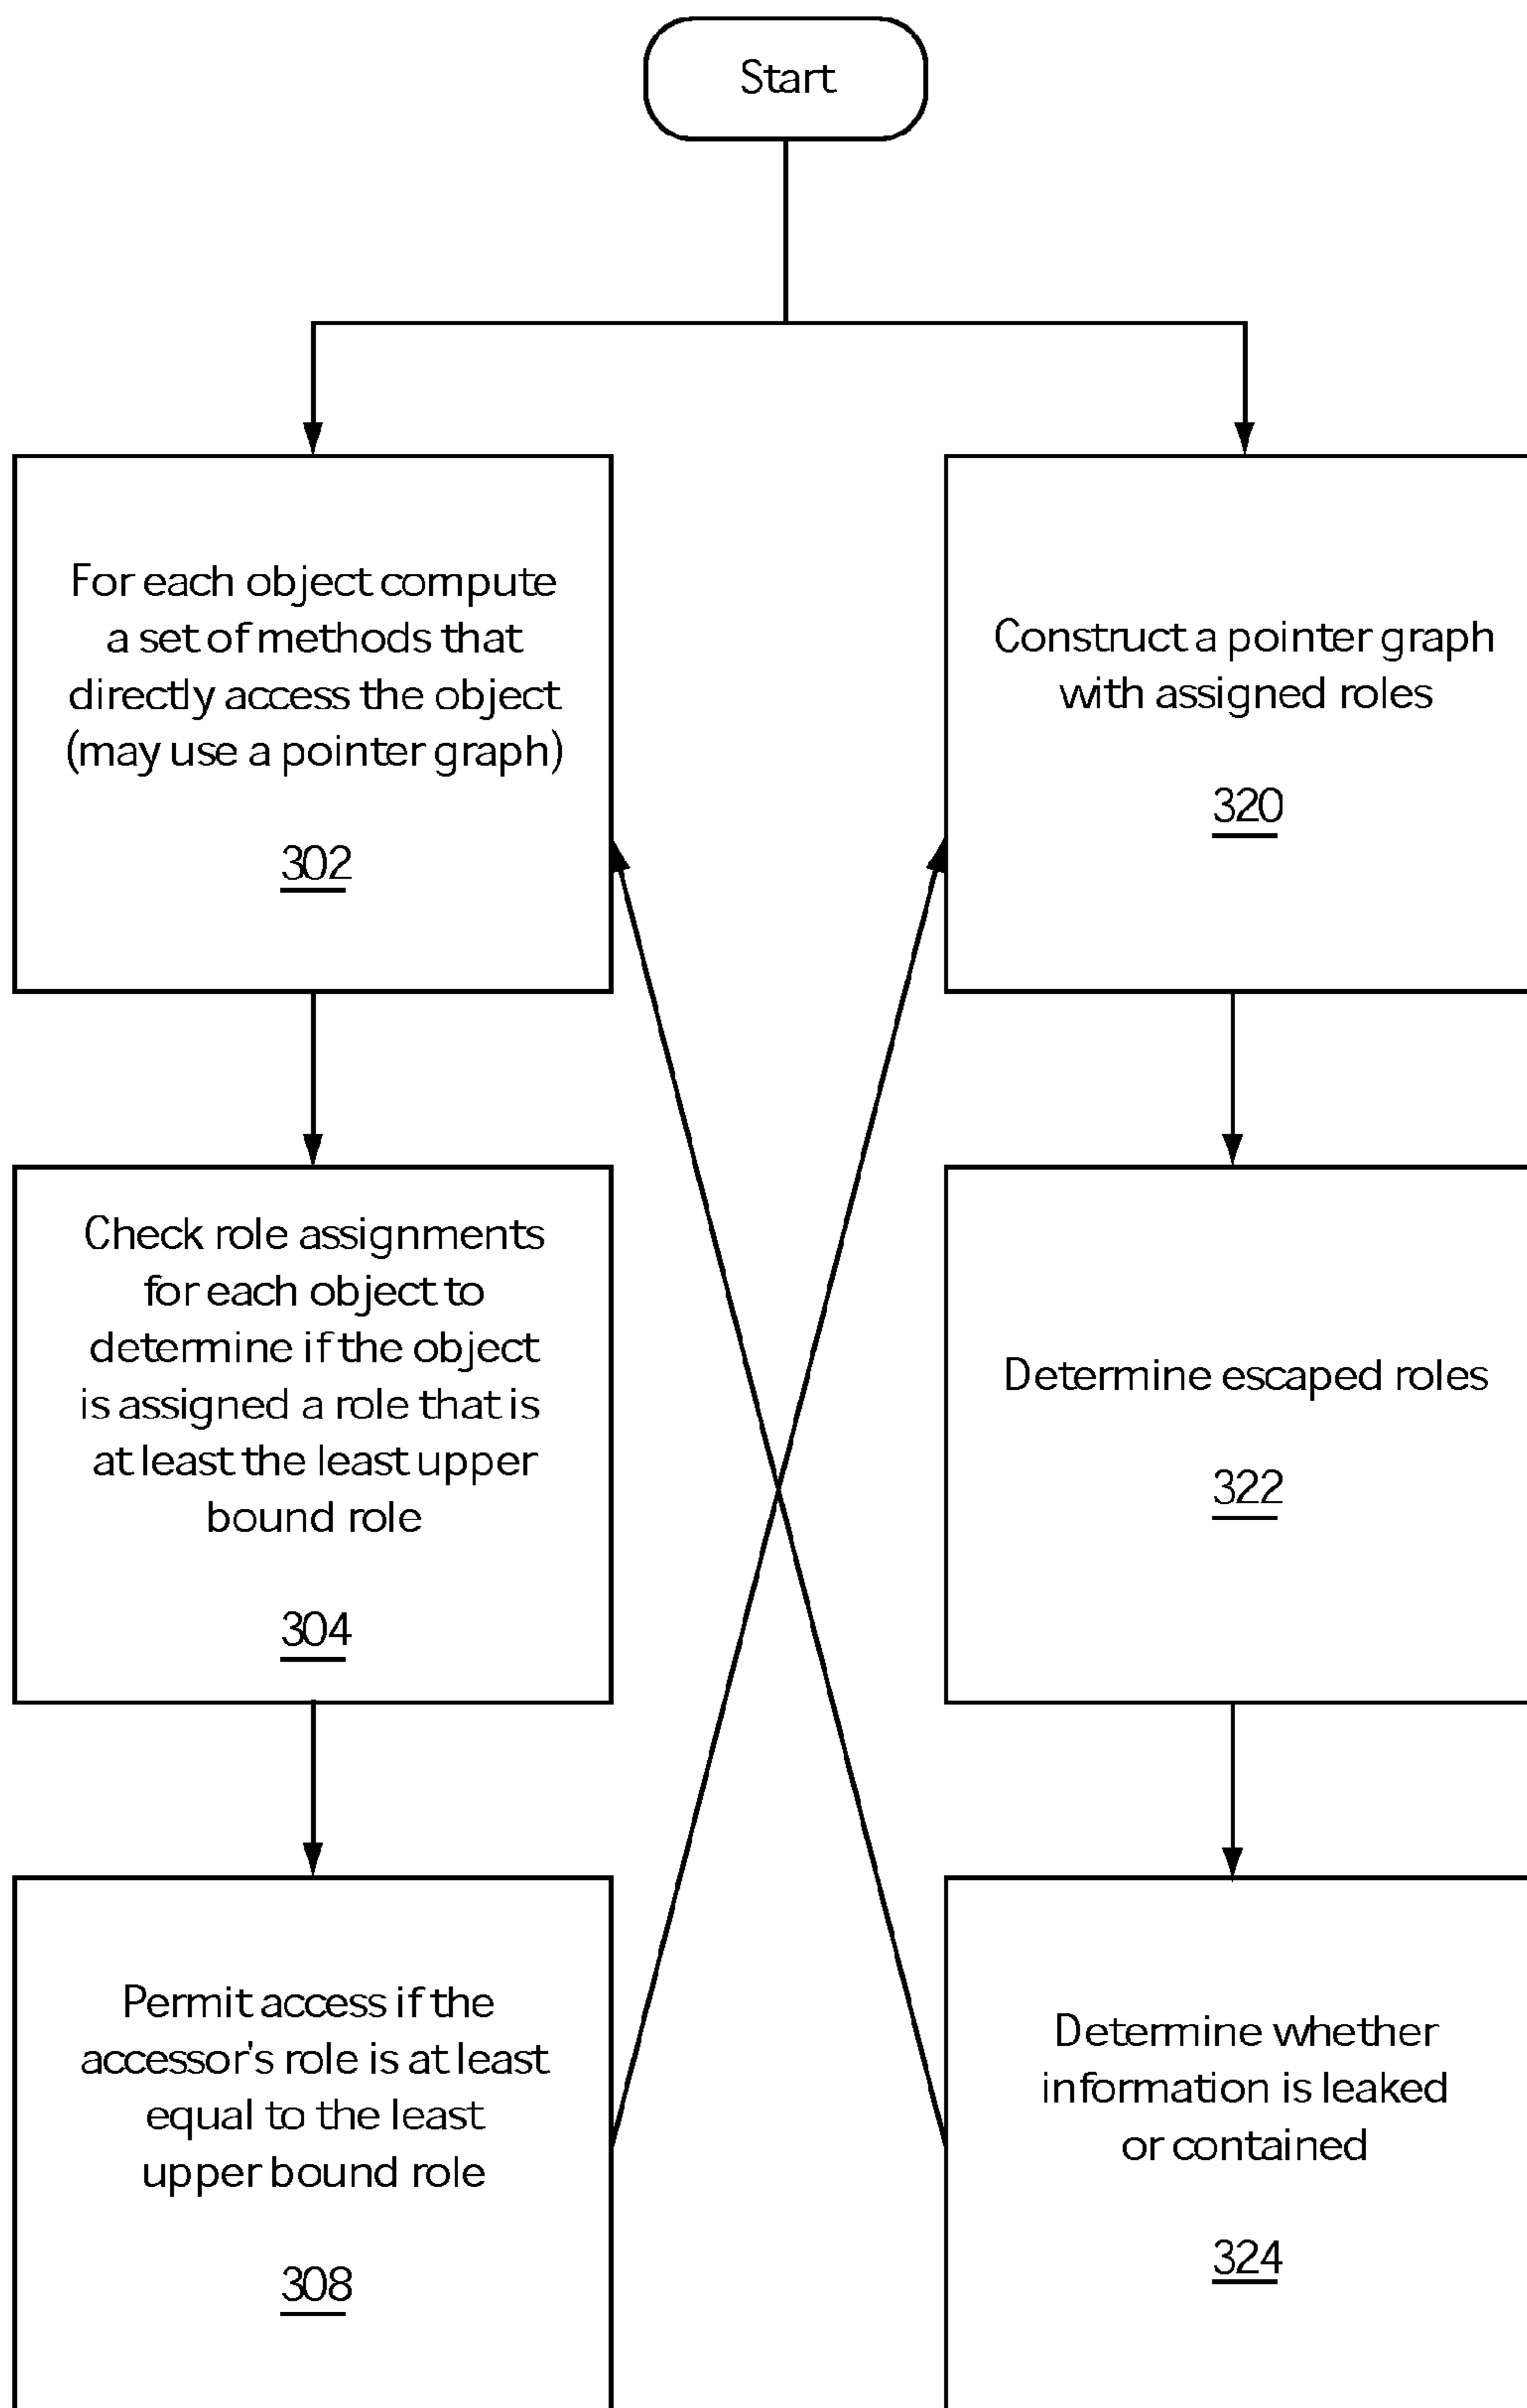 Start
For each object compute
a set of methods that
directly access the object
(may use a pointer graph)
302
Construct a pointer graph
with assigned roles
320
Check role assignments
for each object to
determine if the object
is assigned a role that is
at least the least upper
bound role
304
Determine escaped roles
322
Permit access if the
accessor's role is at least
equal to the least
upper bound role
308
Determine whether
information is leaked
or contained
324